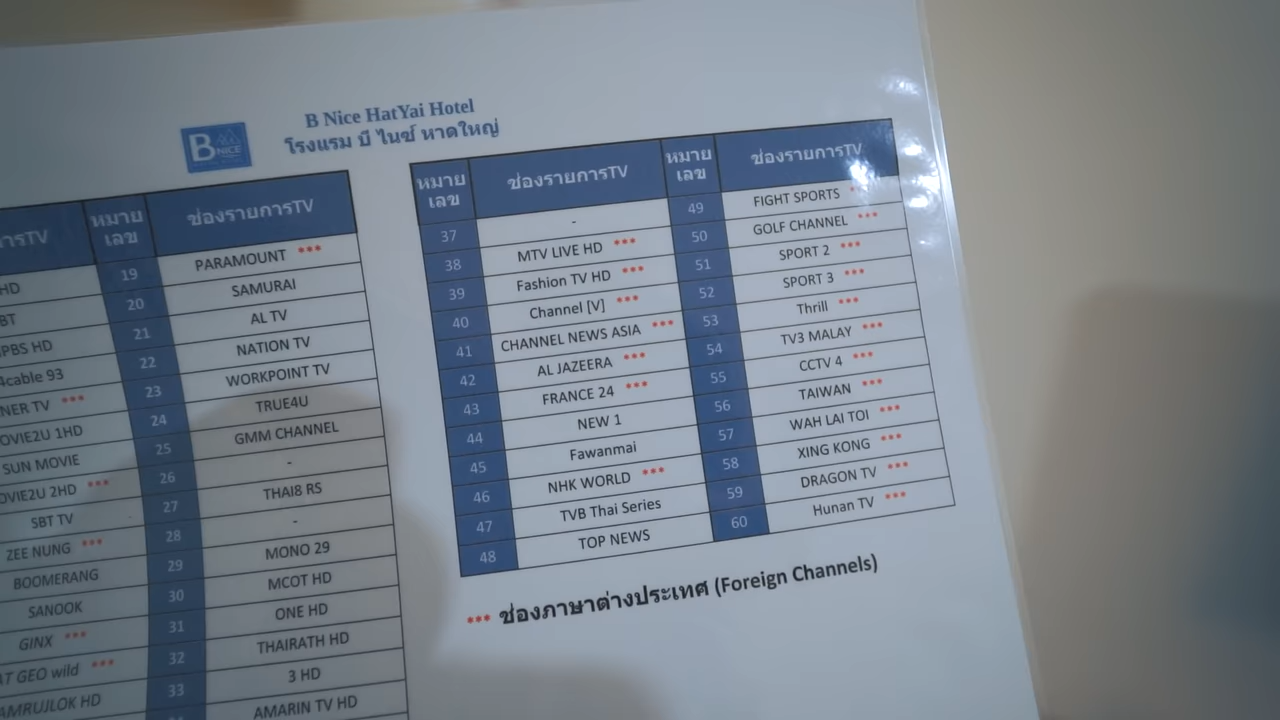 B Nice HatYai Hotel
โรงแรม บี ไนซ์ หาดใหญ่
B NICE
หมายเลข ช่องรายการTV
HD
19 PARAMOUNT ***
20 SAMURAI
PBS HD 21 AL TV
4cable 93 22 NATION TV
NER TV *** 23 WORKPOINT TV
OVIE2U 1HD 24 TRUE4U
SUN MOVIE 25 GMM CHANNEL
OVIE2U 2HD *** 26 -
SBT TV 27 THAI8 RS
ZEE NUNG *** 28 -
BOOMERANG 29 MONO 29
SANOOK 30 MCOT HD
GINX *** 31 ONE HD
AT GEO wild *** 32 THAIRATH HD
AMRUJLOK HD 33 3 HD
AMARIN TV HD
หมายเลข ช่องรายการTV หมายเลข ช่องรายการTV
37 - 49 FIGHT SPORTS ***
38 MTV LIVE HD *** 50 GOLF CHANNEL ***
39 Fashion TV HD *** 51 SPORT 2 ***
40 Channel [V] *** 52 SPORT 3 ***
41 CHANNEL NEWS ASIA *** 53 Thrill ***
42 AL JAZEERA *** 54 TV3 MALAY ***
43 FRANCE 24 *** 55 CCTV 4 ***
44 NEW 1 56 TAIWAN ***
45 Fawanmai 57 WAH LAI TOI ***
46 NHK WORLD *** 58 XING KONG ***
47 TVB Thai Series 59 DRAGON TV ***
48 TOP NEWS 60 Hunan TV ***
*** ช่องภาษาต่างประเทศ (Foreign Channels)